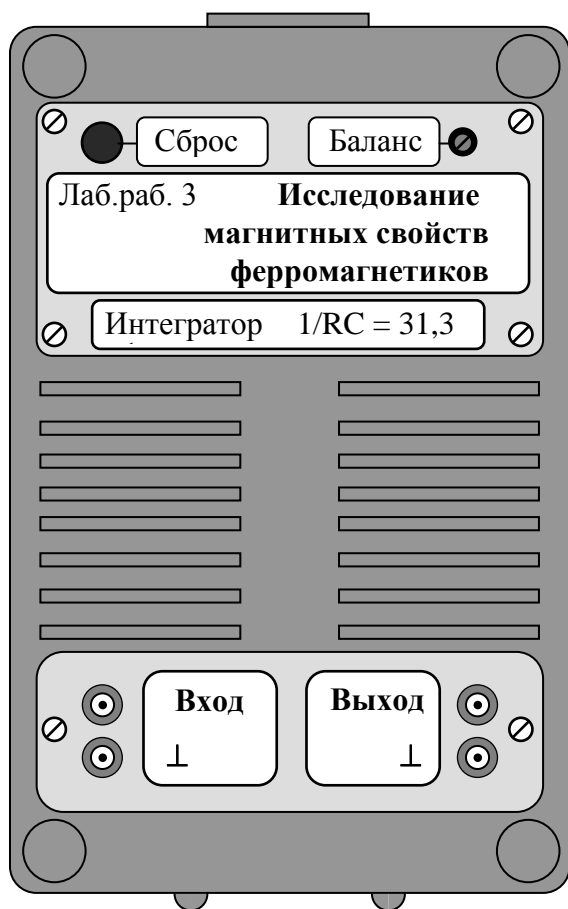 Сброс
Баланс
Лаб.раб. 3 Исследование
магнитных свойств
ферромагнетиков
Интегратор 1/RC = 31,3
Вход
Выход
⊥
⊥